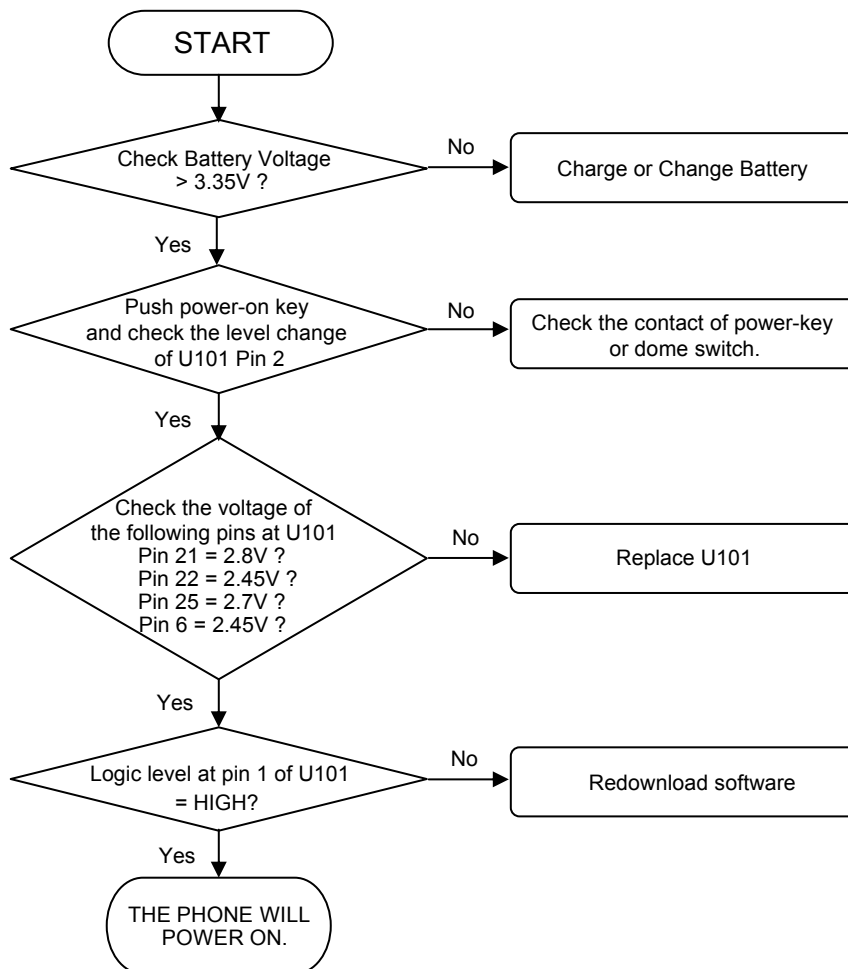 START
Check Battery Voltage
> 3.35V ?
No
Charge or Change Battery
Yes
Push power-on key
and check the level change
of U101 Pin 2
No
Check the contact of power-key
or dome switch.
Yes
Check the voltage of
the following pins at U101
Pin 21 = 2.8V ?
Pin 22 = 2.45V ?
Pin 25 = 2.7V ?
Pin 6 = 2.45V ?
No
Replace U101
Yes
Logic level at pin 1 of U101
= HIGH?
No
Redownload software
Yes
THE PHONE WILL
POWER ON.